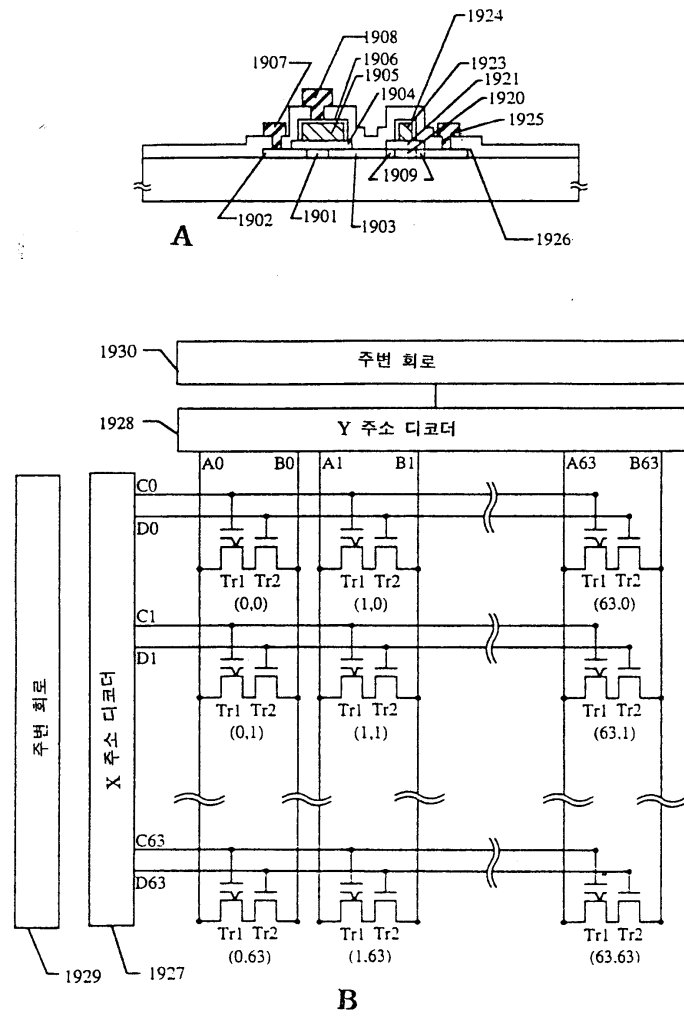 1924
1908
1923
1907
1906
1921
1905
1904
1920
1925
1909
1902
1901
1903
1926
A
1930
주변 회로
1928
Y 주소 디코더
A0 B0 A1 B1 A63 B63
C0
D0
Tr1 Tr2 Tr1 Tr2 Tr1 Tr2
(0,0) (1,0) (63.0)
C1
D1
Tr1 Tr2 Tr1 Tr2 Tr1 Tr2
(0,1) (1,1) (63.1)
주변 회로
X 주소 디코더
C63
D63
Tr1 Tr2 Tr1 Tr2 Tr1 Tr2
(0.63) (1.63) (63.63)
1929
1927
B